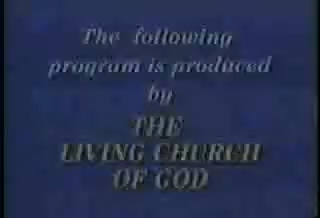 The following
program is produced
by
THE
LIVING CHURCH
OF GOD